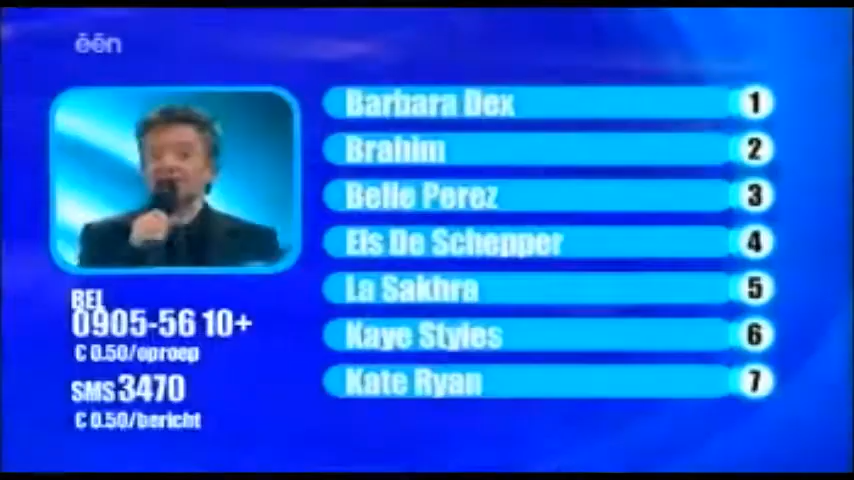 één
Barbara Dex 1
Brahim 2
Belle Perez 3
Els De Schepper 4
La Sakhra 5
Kaye Styles 6
Kate Ryan 7
BEL
0905-56 10+
€ 0.50/oproep
SMS 3470
€ 0.50/bericht